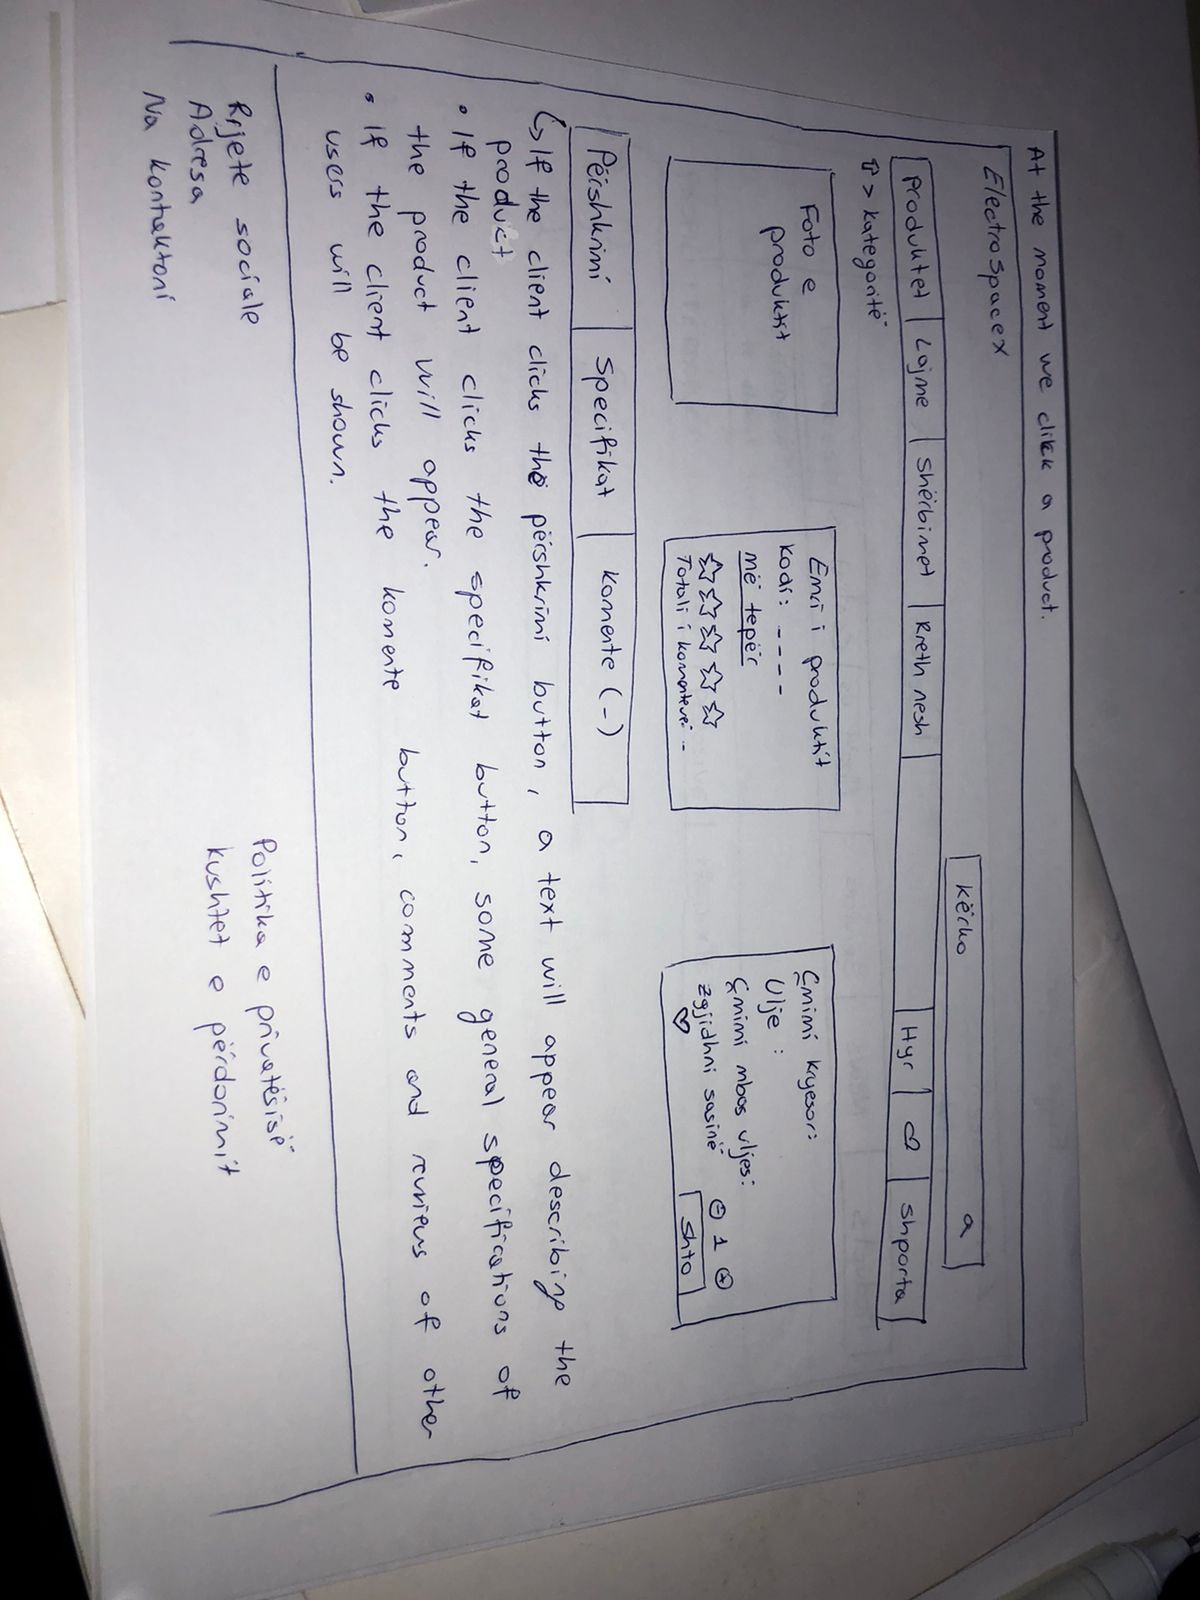 At the moment we clikk a product.
ElectroSpacex
kërko
Produktet | Lajme | Shërbimet | Rreth nesh | Hyr | ♡ | Shporta
⇧ > kategoritë
Foto e
produktit
Emri i produktit
Kodi: - - - -
më tepër
☆☆☆☆☆
Totali i komenteve: -
Çmimi kryesor:
Ulje :
Çmimi mbas uljes:
zgjidhni sasinë ⊖ 1 ⊕
♡ Shto
Përshkrimi | Specifikat | Komente (-)
↳ If the client clicks the përshkrimi button, a text will appear describing the
product
• If the client clicks the specifikat button, some general specifications of
the product will appear.
• If the client clicks the komente button, comments and reviews of other
users will be shown.
Rrjete sociale
Adresa
Na kontaktoni
Politika e privatësisë
kushtet e përdorimit